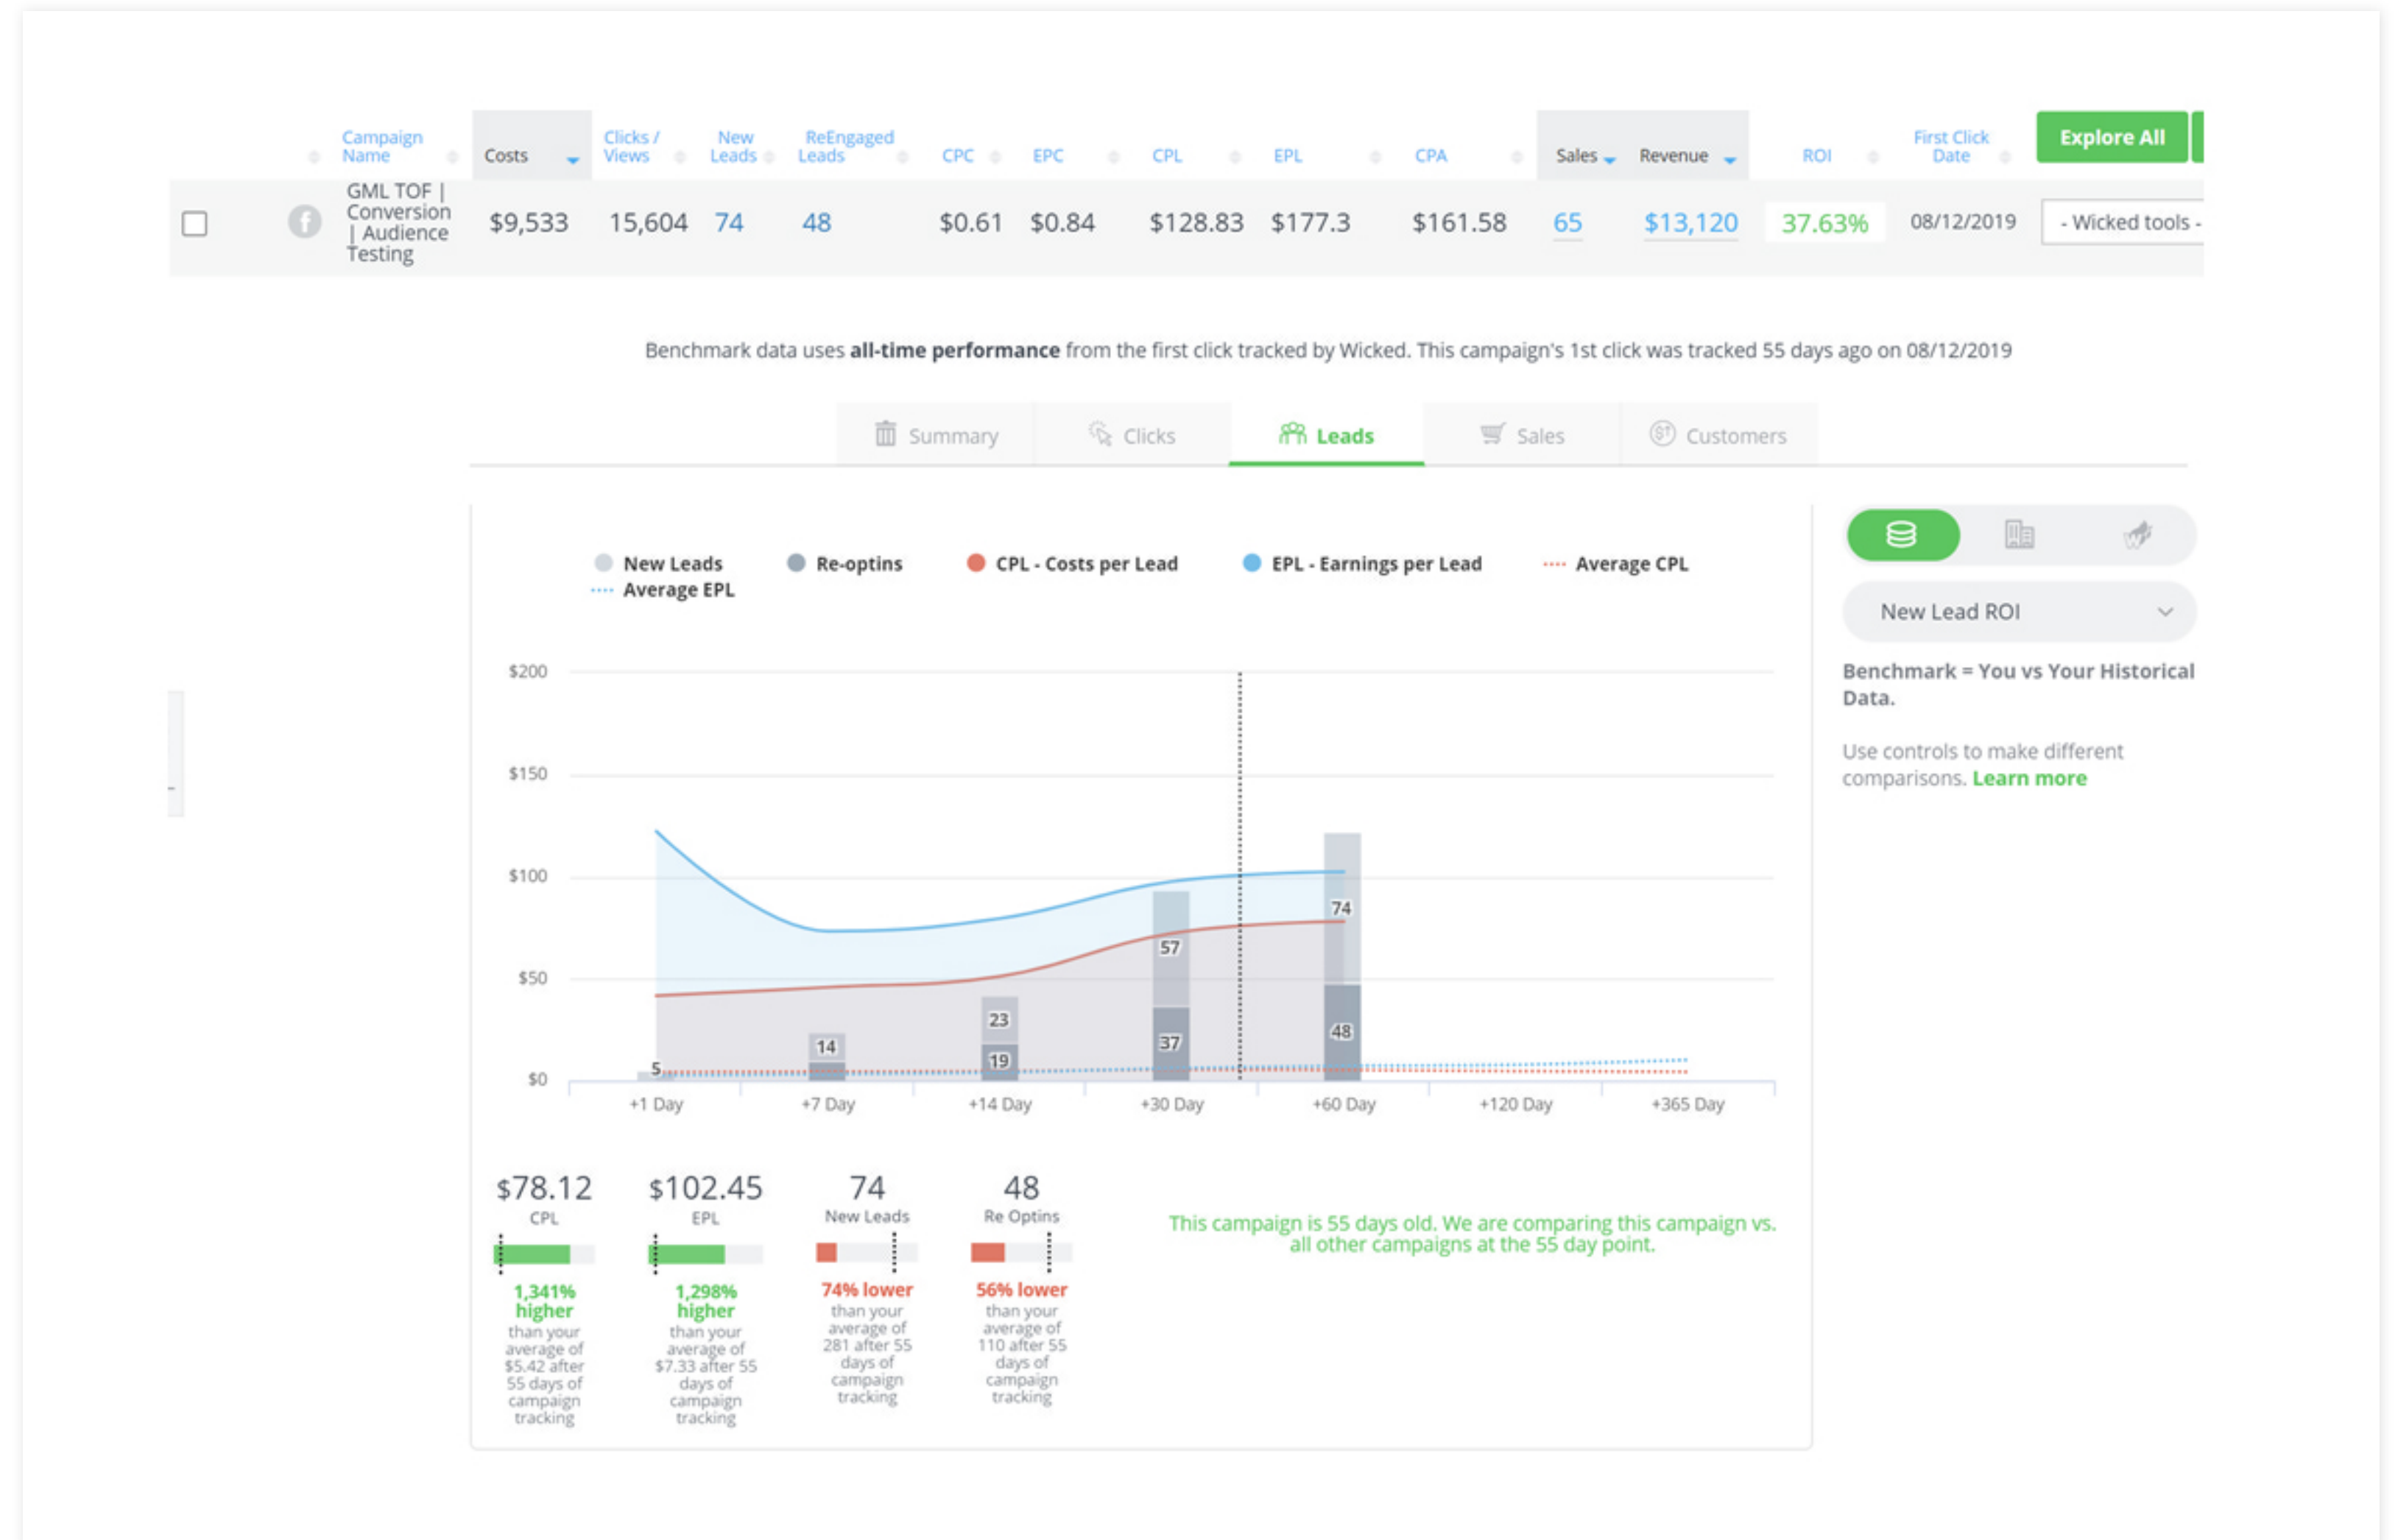 Campaign Name
Costs
Clicks / Views
New Leads
ReEngaged Leads
CPC
EPC
CPL
EPL
CPA
Sales
Revenue
ROI
First Click Date
Explore All
GML TOF |
Conversion
| Audience
Testing
$9,533
15,604
74
48
$0.61
$0.84
$128.83
$177.3
$161.58
65
$13,120
37.63%
08/12/2019
- Wicked tools -
Benchmark data uses all-time performance from the first click tracked by Wicked. This campaign's 1st click was tracked 55 days ago on 08/12/2019
Summary
Clicks
Leads
Sales
Customers
New Leads
Re-optins
CPL - Costs per Lead
EPL - Earnings per Lead
Average CPL
Average EPL
New Lead ROI
Benchmark = You vs Your Historical
Data.
Use controls to make different
comparisons. Learn more
$200
$150
$100
$50
$0
5
14
23
19
57
37
74
48
+1 Day
+7 Day
+14 Day
+30 Day
+60 Day
+120 Day
+365 Day
$78.12
CPL
1,341%
higher
than your
average of
$5.42 after
55 days of
campaign
tracking
$102.45
EPL
1,298%
higher
than your
average of
$7.33 after 55
days of
campaign
tracking
74
New Leads
74% lower
than your
average of
281 after 55
days of
campaign
tracking
48
Re Optins
56% lower
than your
average of
110 after 55
days of
campaign
tracking
This campaign is 55 days old. We are comparing this campaign vs.
all other campaigns at the 55 day point.